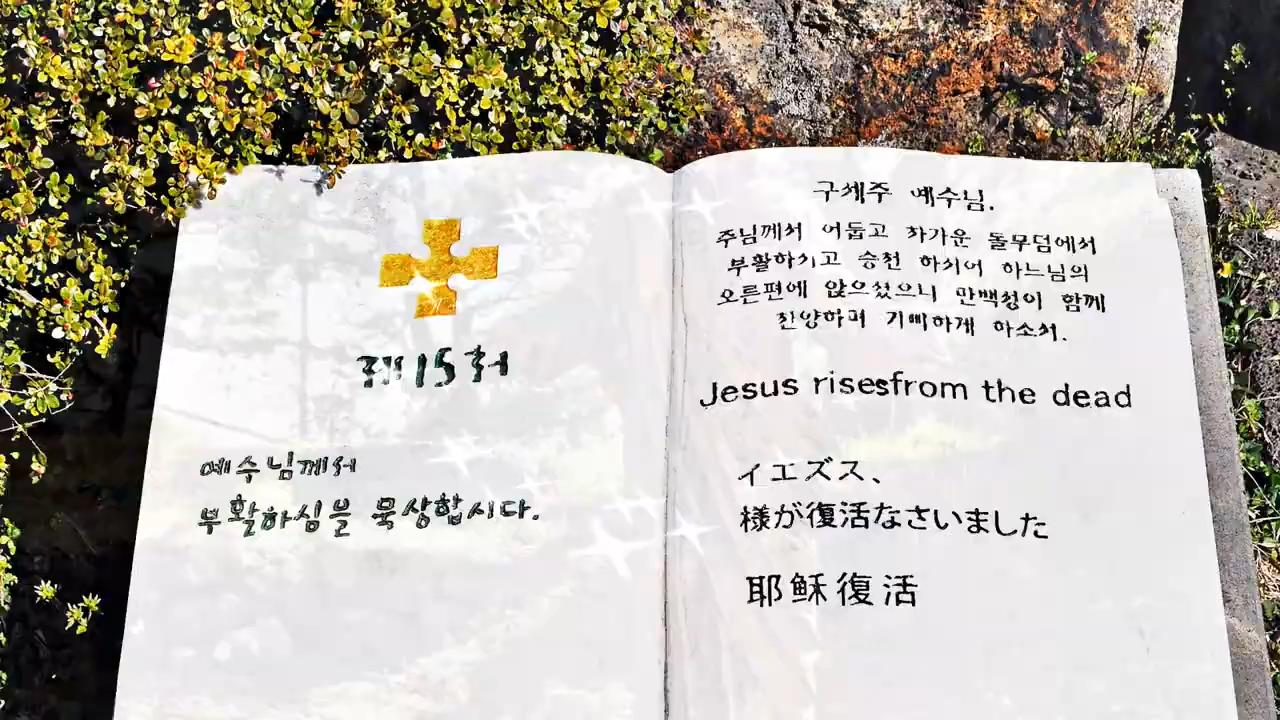 제15처
예수님께서
부활하심을 묵상합시다.
구세주 예수님.
주님께서 어둡고 차가운 돌무덤에서
부활하시고 승천 하시어 하느님의
오른편에 앉으셨으니 만백성이 함께
찬양하며 기뻐하게 하소서.
Jesus risesfrom the dead
イエズス、
様が復活なさいました
耶稣復活